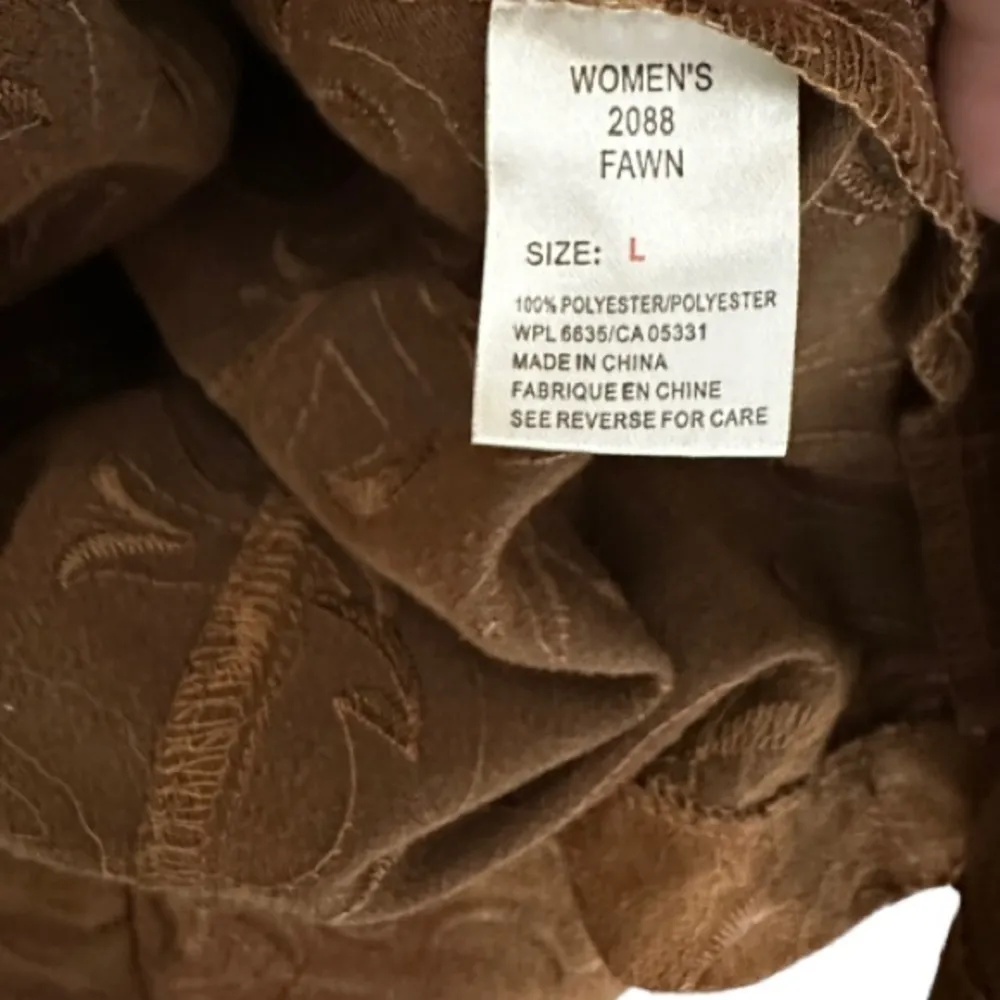 WOMEN'S
2088
FAWN
SIZE: L
100% POLYESTER/POLYESTER
WPL 6635/CA 05331
MADE IN CHINA
FABRIQUE EN CHINE
SEE REVERSE FOR CARE